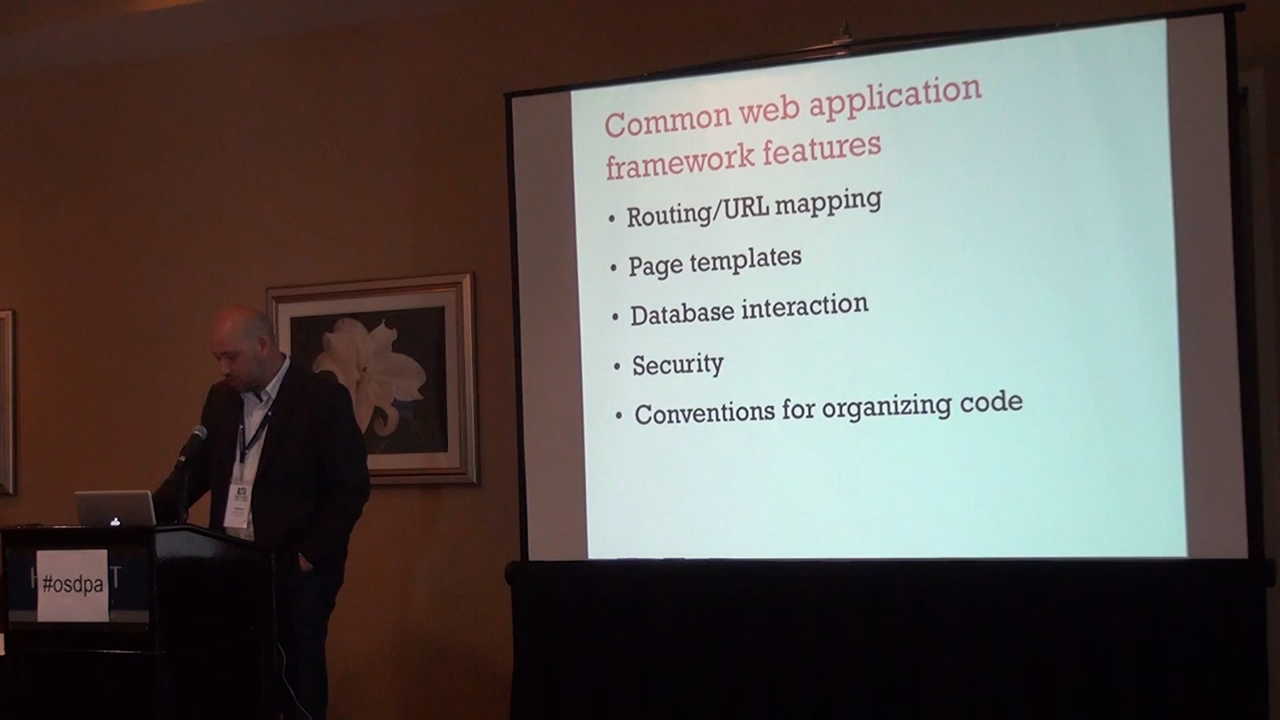 Common web application
framework features
• Routing/URL mapping
• Page templates
• Database interaction
• Security
• Conventions for organizing code
#osdpa